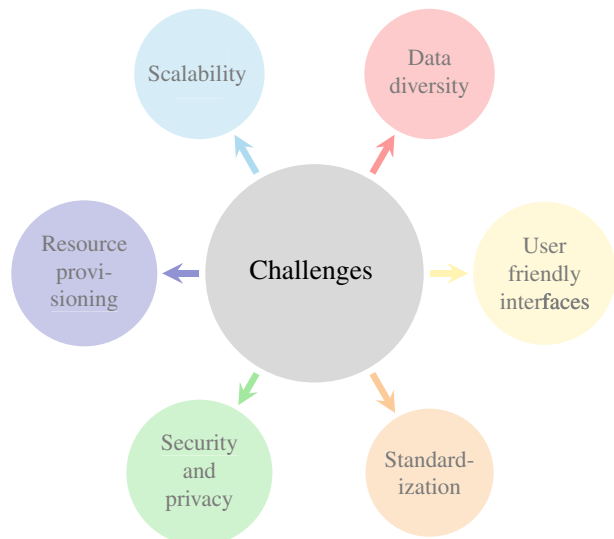 Scalability
Data
diversity
Resource
provi-
sioning
Challenges
User
friendly
interfaces
Security
and
privacy
Standard-
ization